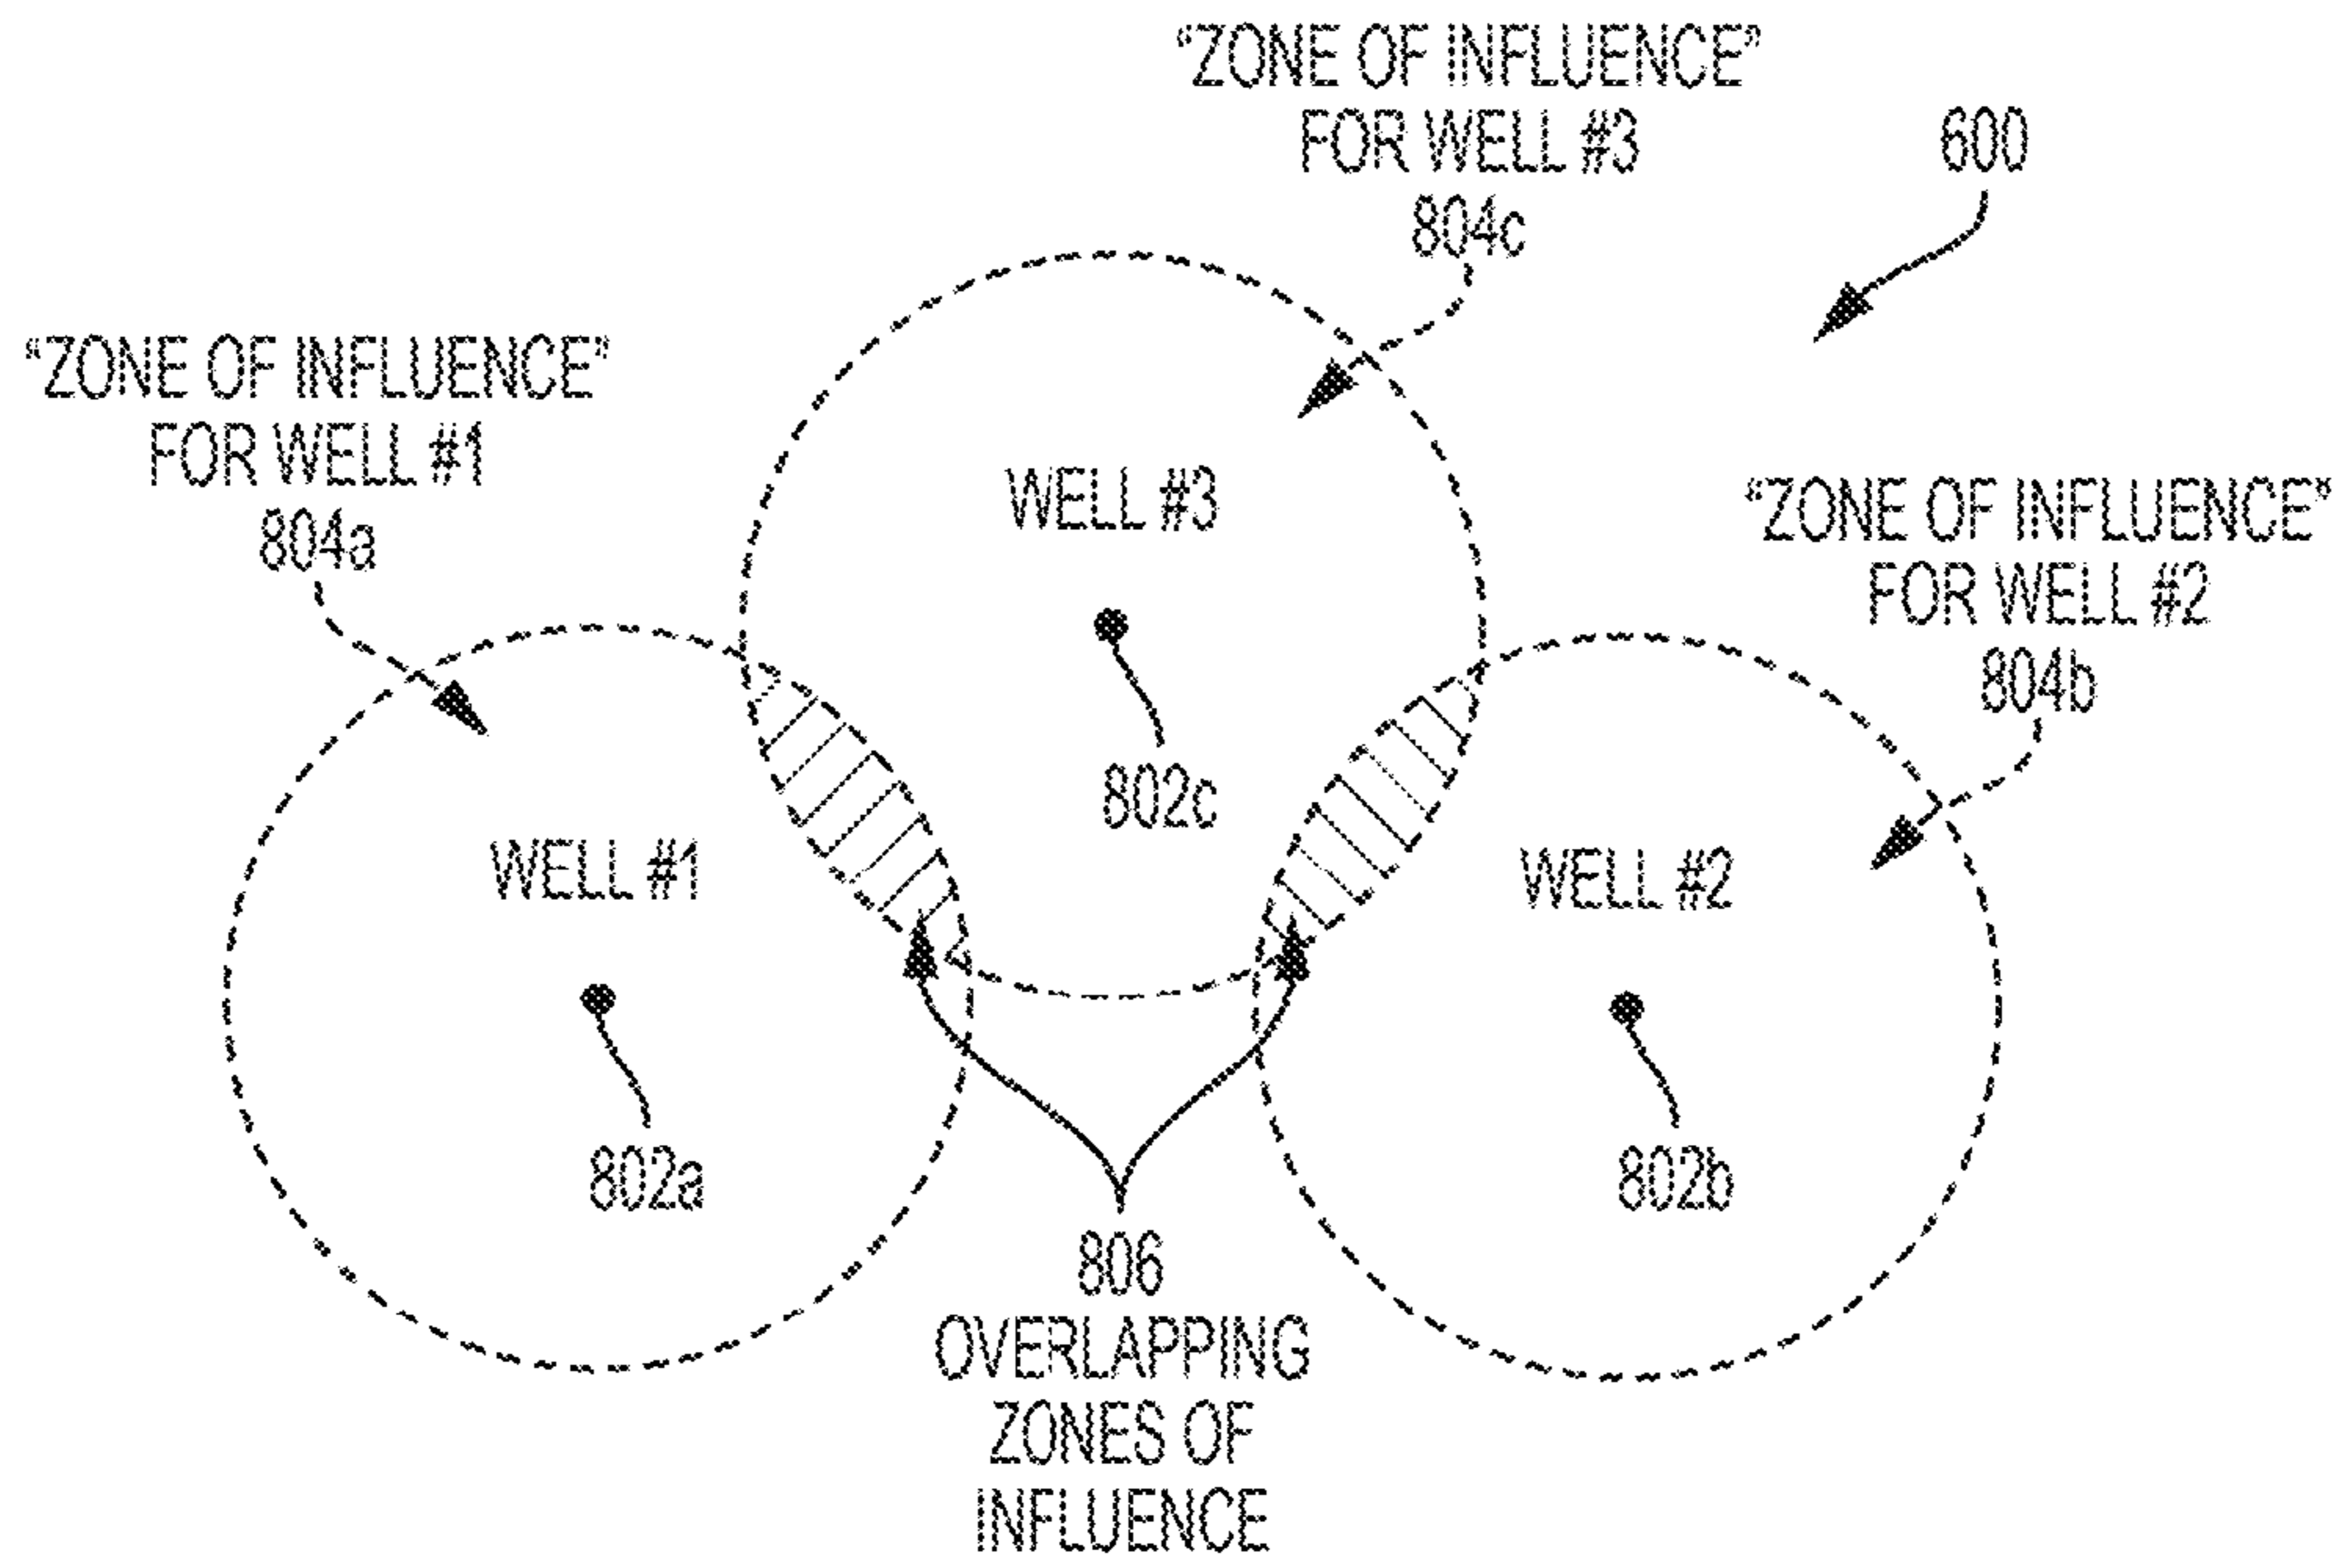 “ZONE OF INFLUENCE”
FOR WELL #3
804c
600
“ZONE OF INFLUENCE”
FOR WELL #1
804a
WELL #3
“ZONE OF INFLUENCE”
FOR WELL #2
804b
802c
WELL #1
WELL #2
802a
802b
806
OVERLAPPING
ZONES OF
INFLUENCE